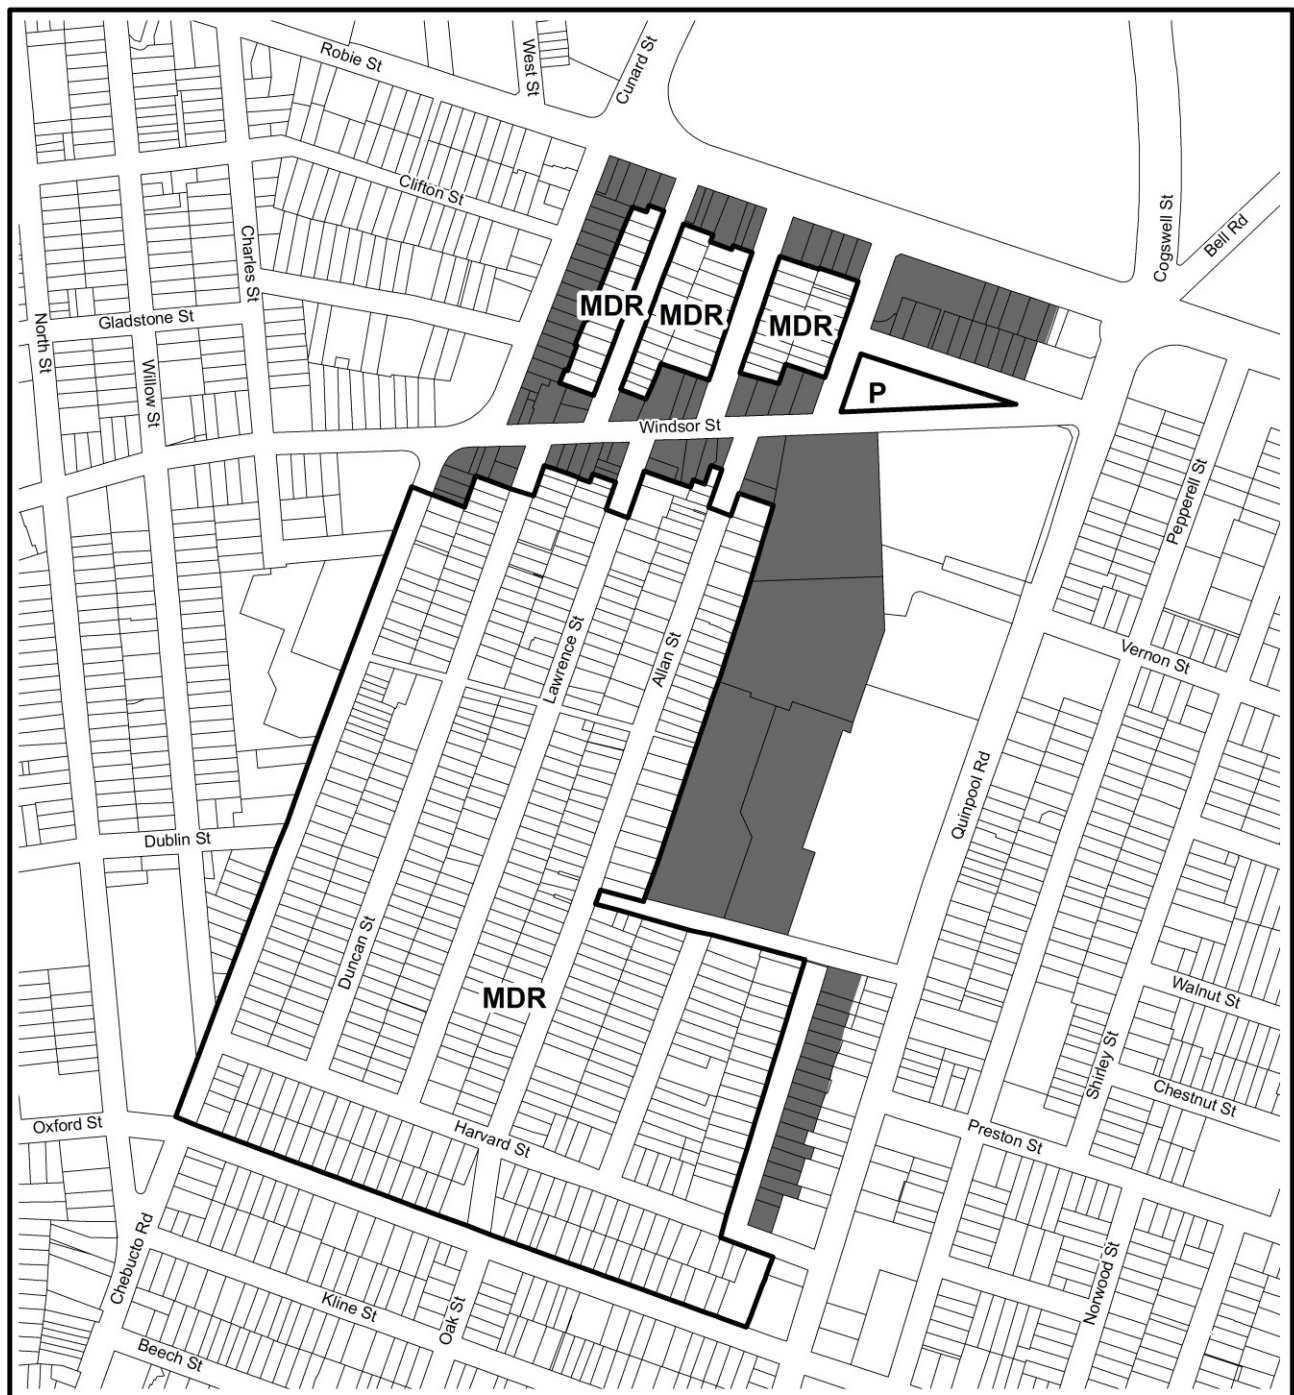 Robie St
West St
Cunard St
Clifton St
Charles St
Cogswell St
Bell Rd
North St
Gladstone St
Willow St
MDR
MDR
MDR
P
Windsor St
Pepperell St
Vernon St
Lawrence St
Allan St
Quinpool Rd
Dublin St
Duncan St
MDR
Walnut St
Shirley St
Chestnut St
Oxford St
Harvard St
Preston St
Chebucto Rd
Kline St
Oak St
Norwood St
Beech St